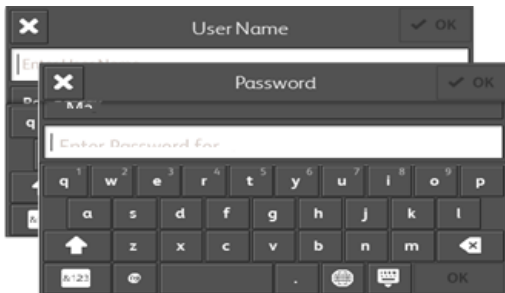 User Name
OK
Password
OK
Enter Password for
q 1 w 2 e 3 r 4 t 5 y 6 u 7 i 8 o 9 p
a s d f g h j k l
z x c v b n m
&123 @ . OK
q